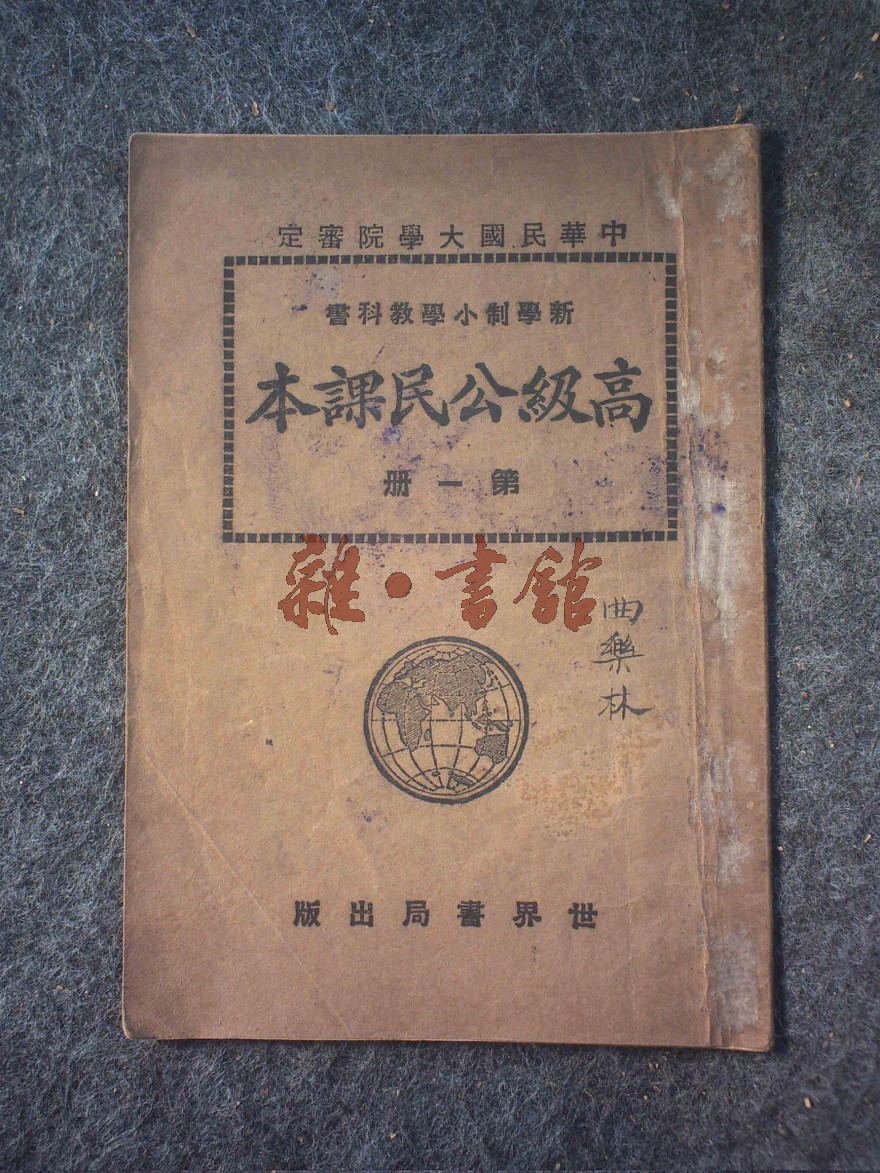 中華民國大學院審定
新學制小學教科書
高級公民課本
第一册
雜·書館
曲樂林
世界書局出版